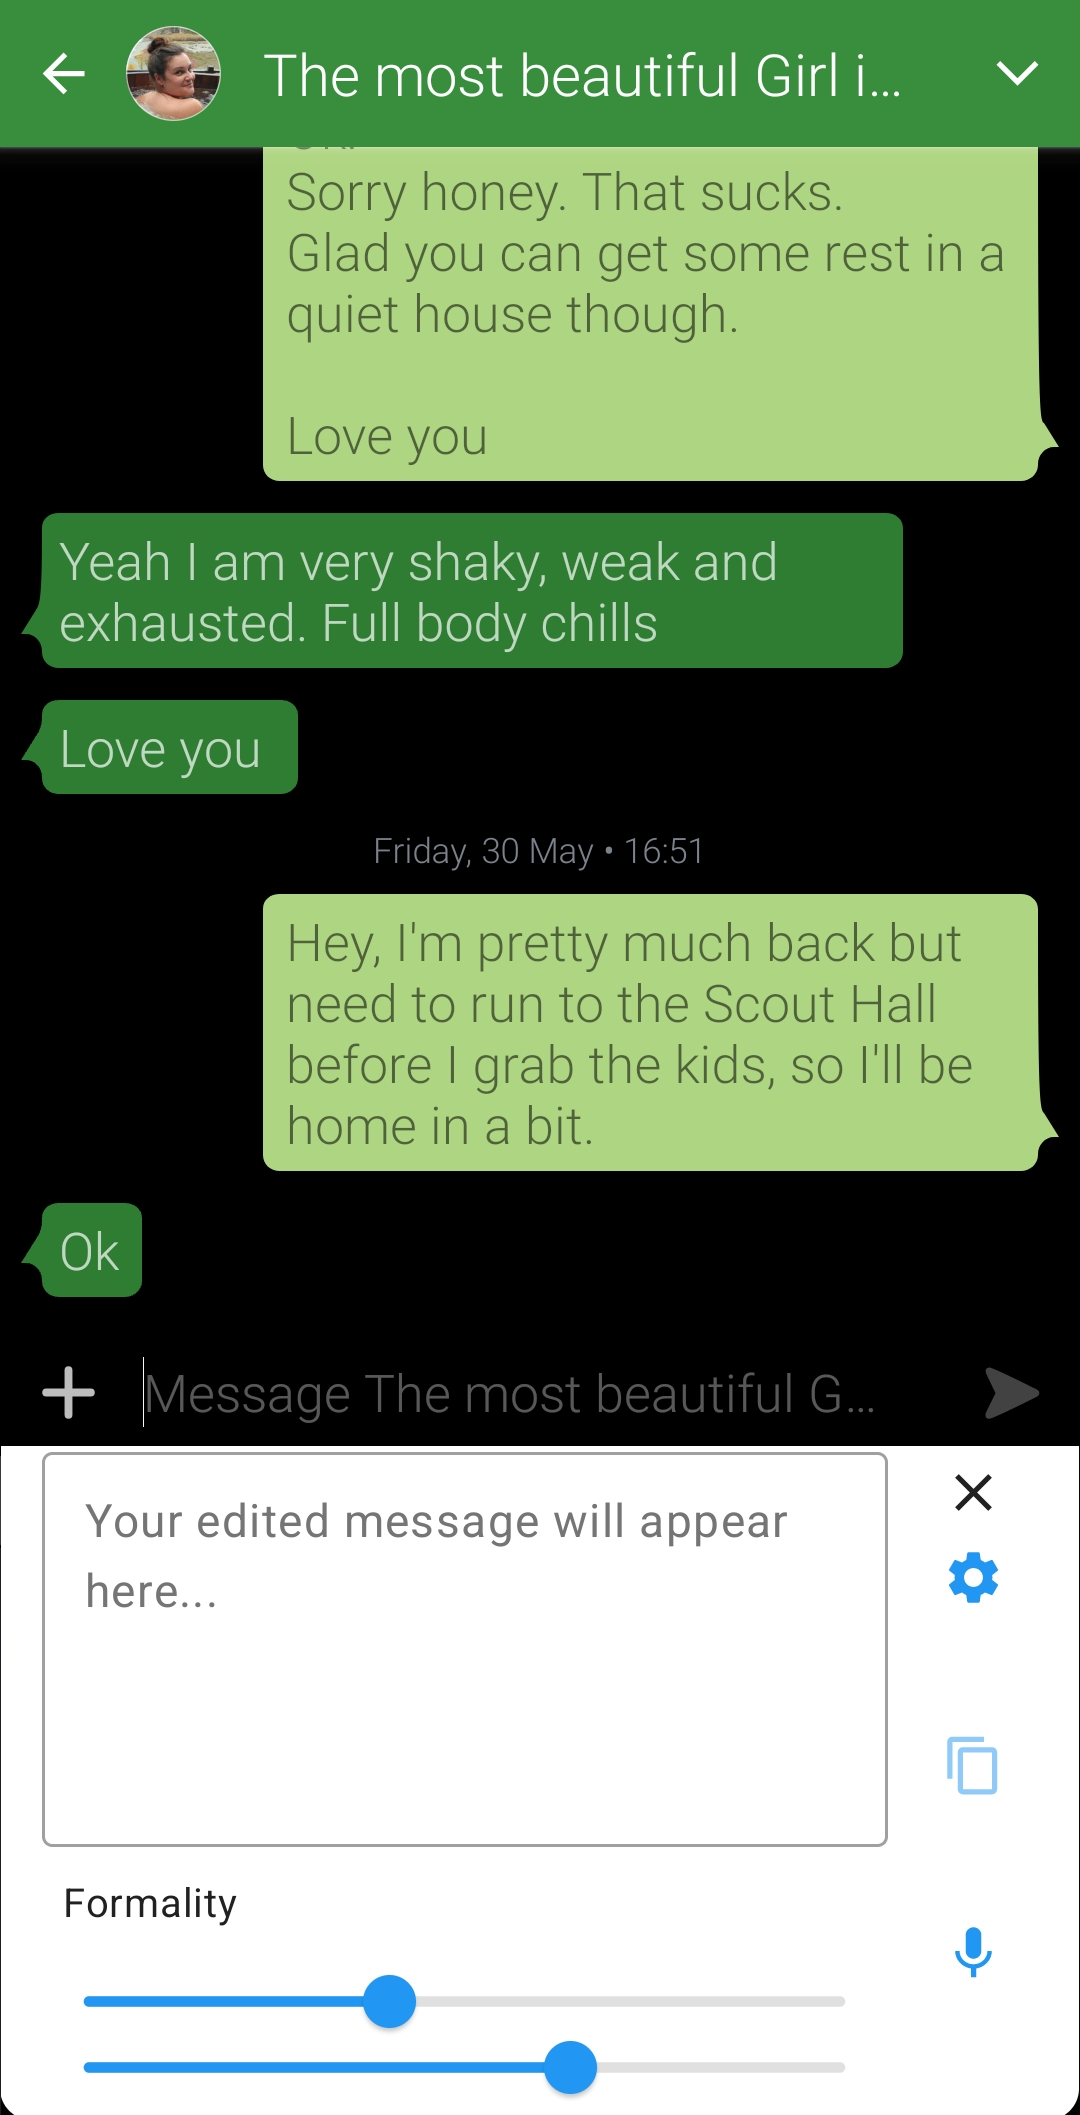 The most beautiful Girl i...
Sorry honey. That sucks.
Glad you can get some rest in a
quiet house though.
Love you
Yeah I am very shaky, weak and
exhausted. Full body chills
Love you
Friday, 30 May • 16:51
Hey, I'm pretty much back but
need to run to the Scout Hall
before I grab the kids, so I'll be
home in a bit.
Ok
Message The most beautiful G...
Your edited message will appear
here...
Formality